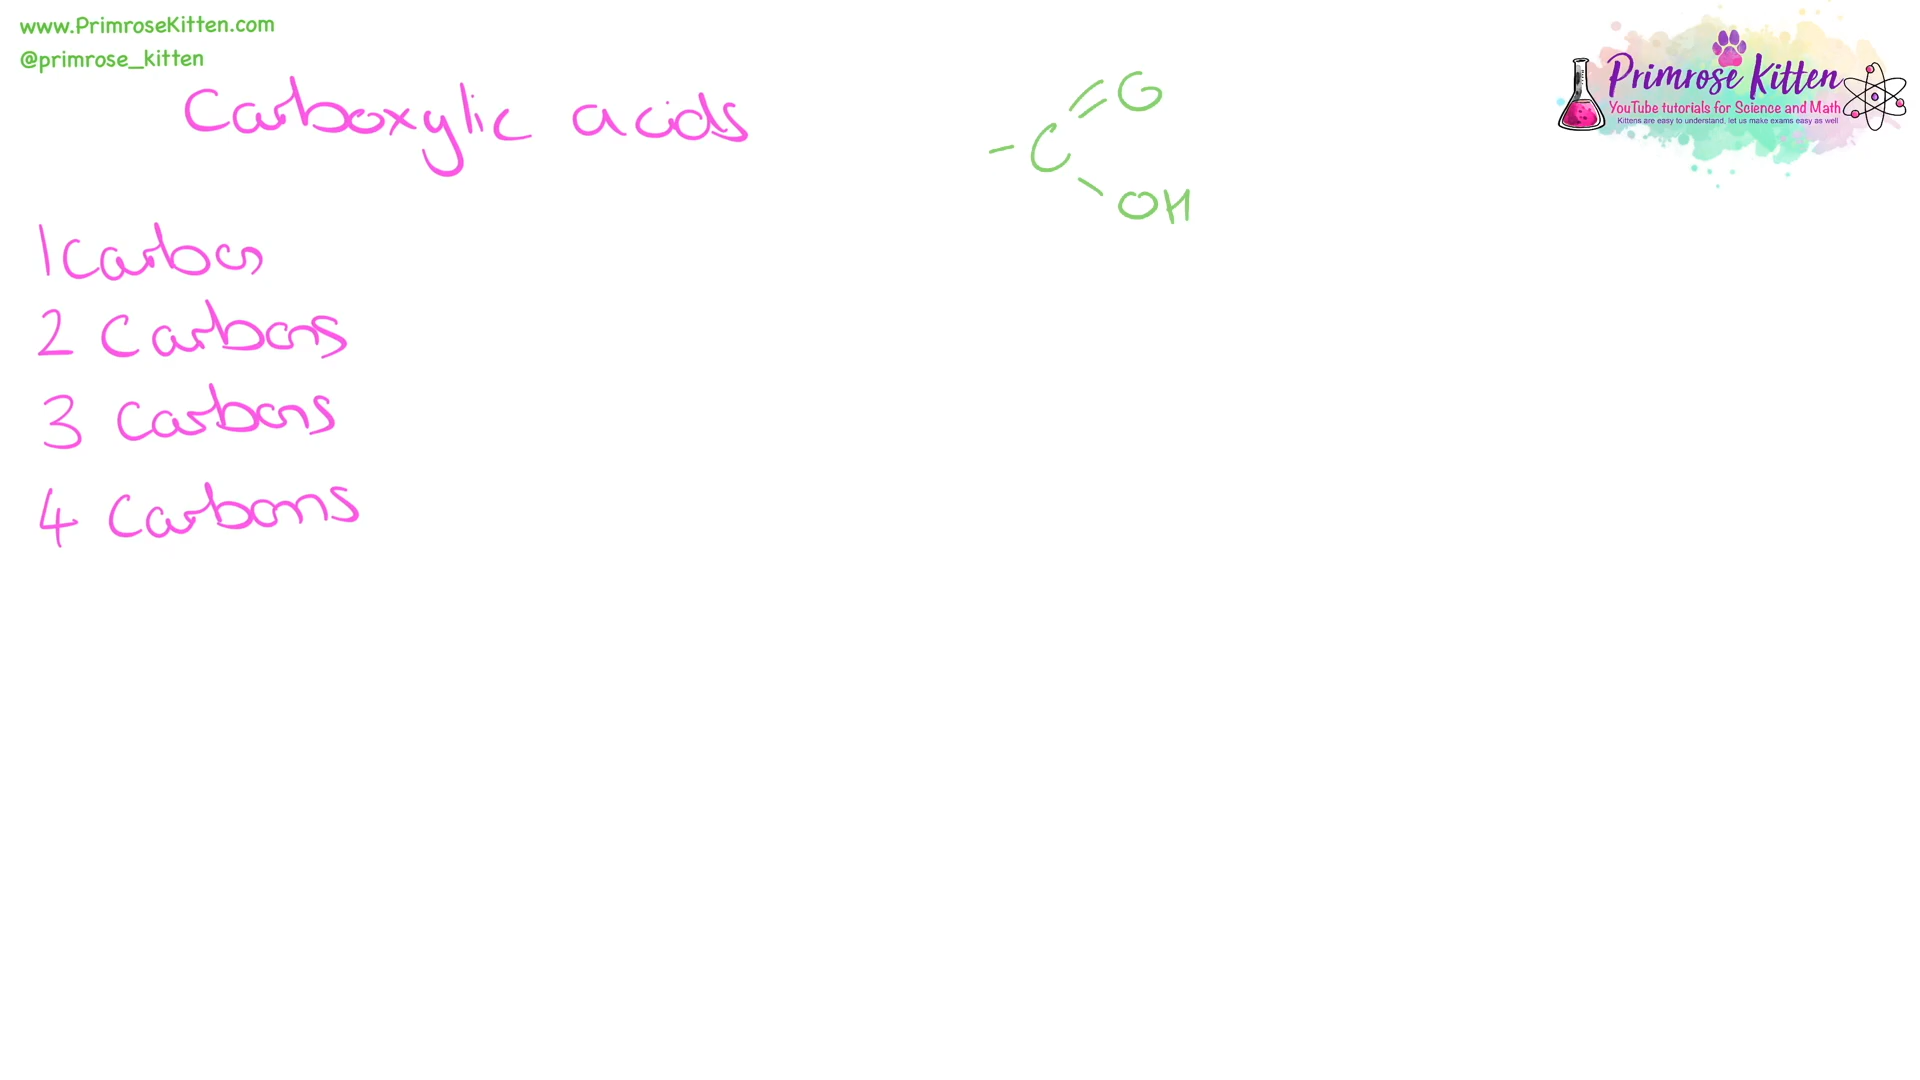 www.PrimroseKitten.com
@primrose_kitten
Carboxylic acids
- C
= O
- OH
Primrose Kitten
YouTube tutorials for Science and Math
Kittens are easy to understand, let us make exams easy as well
1 Carbon
2 Carbons
3 Carbons
4 Carbons